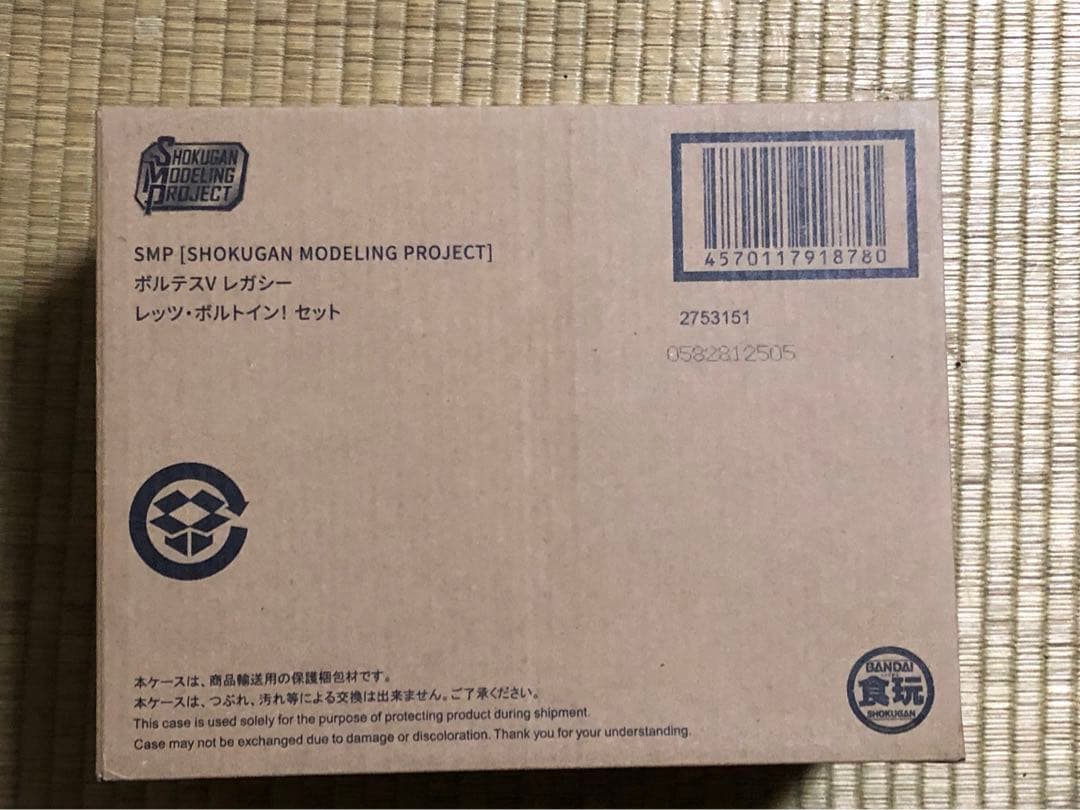 SHOKUGAN
MODELING
PROJECT
SMP [SHOKUGAN MODELING PROJECT]
ボルテスV レガシー
レッツ・ボルトイン! セット
4570117918780
2753151
0582812505
本ケースは、商品輸送用の保護梱包材です。
本ケースは、つぶれ、汚れ等による交換は出来ません。ご了承ください。
This case is used solely for the purpose of protecting product during shipment.
Case may not be exchanged due to damage or discoloration. Thank you for your understanding.
BANDAI
食玩
SHOKUGAN